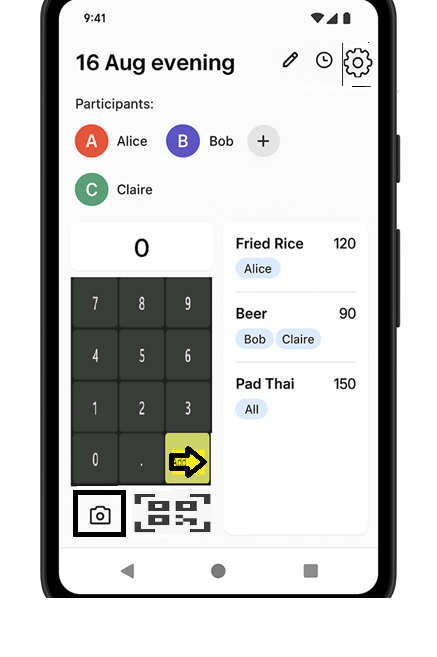 9:41
16 Aug evening
Participants:
A Alice B Bob +
C Claire
0
7 8 9
4 5 6
1 2 3
0 .
Fried Rice 120
Alice
Beer 90
Bob Claire
Pad Thai 150
All